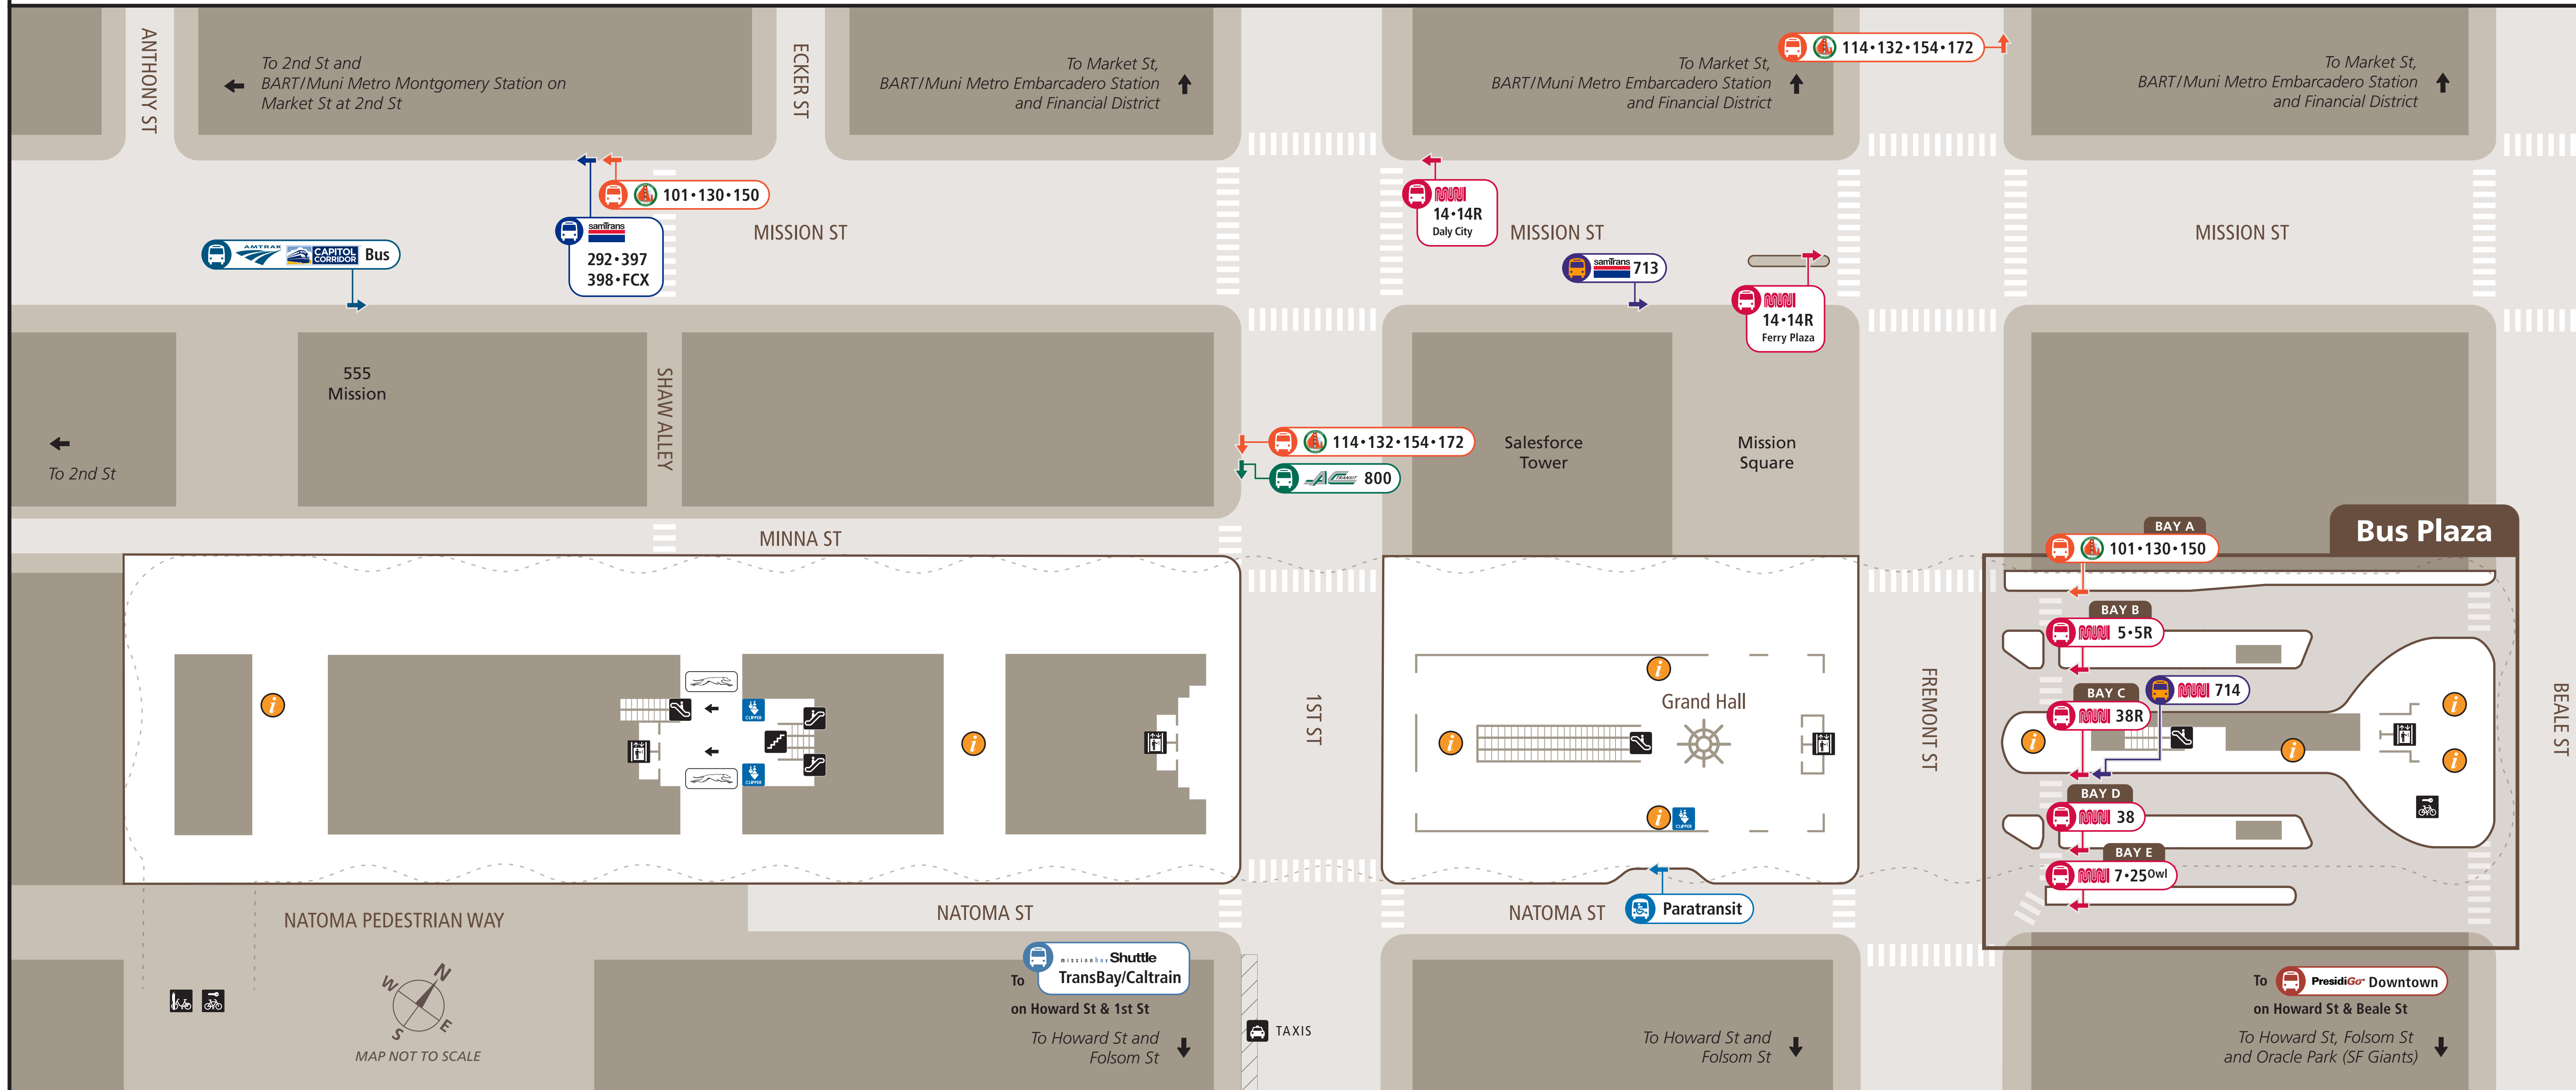 ANTHONY ST
To 2nd St and
BART/Muni Metro Montgomery Station on
Market St at 2nd St
ECKER ST
To Market St,
BART/Muni Metro Embarcadero Station
and Financial District
To Market St,
BART/Muni Metro Embarcadero Station
and Financial District
114•132•154•172
To Market St,
BART/Muni Metro Embarcadero Station
and Financial District
101•130•150
AMTRAK
CAPITOL
CORRIDOR
Bus
samTrans
292•397
398•FCX
MISSION ST
MUNI
14•14R
Daly City
MISSION ST
samTrans 713
MUNI
14•14R
Ferry Plaza
MISSION ST
555
Mission
SHAW ALLEY
To 2nd St
114•132•154•172
AC TRANSIT 800
Salesforce
Tower
Mission
Square
MINNA ST
Bus Plaza
BAY A
101•130•150
BAY B
MUNI 5•5R
BAY C
MUNI 38R
MUNI 714
BAY D
MUNI 38
BAY E
MUNI 7•25Owl
i
CLIPPER
CLIPPER
i
1ST ST
i
i
Grand Hall
i
CLIPPER
FREMONT ST
i
i
i
i
BEALE ST
NATOMA PEDESTRIAN WAY
NATOMA ST
NATOMA ST
Paratransit
N
W
E
S
MAP NOT TO SCALE
To
missionbay Shuttle
TransBay/Caltrain
on Howard St & 1st St
To Howard St and
Folsom St
TAXIS
To Howard St and
Folsom St
To
PresidiGo Downtown
on Howard St & Beale St
To Howard St, Folsom St
and Oracle Park (SF Giants)